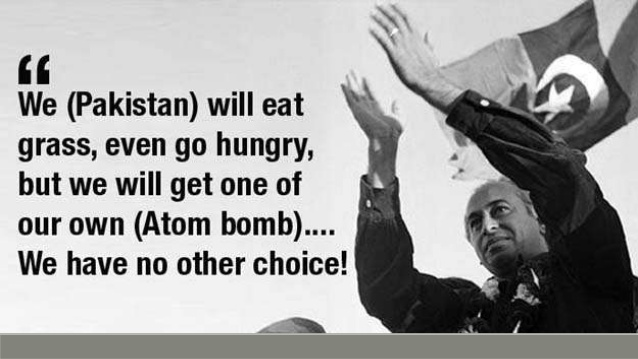 “
We (Pakistan) will eat
grass, even go hungry,
but we will get one of
our own (Atom bomb)....
We have no other choice!